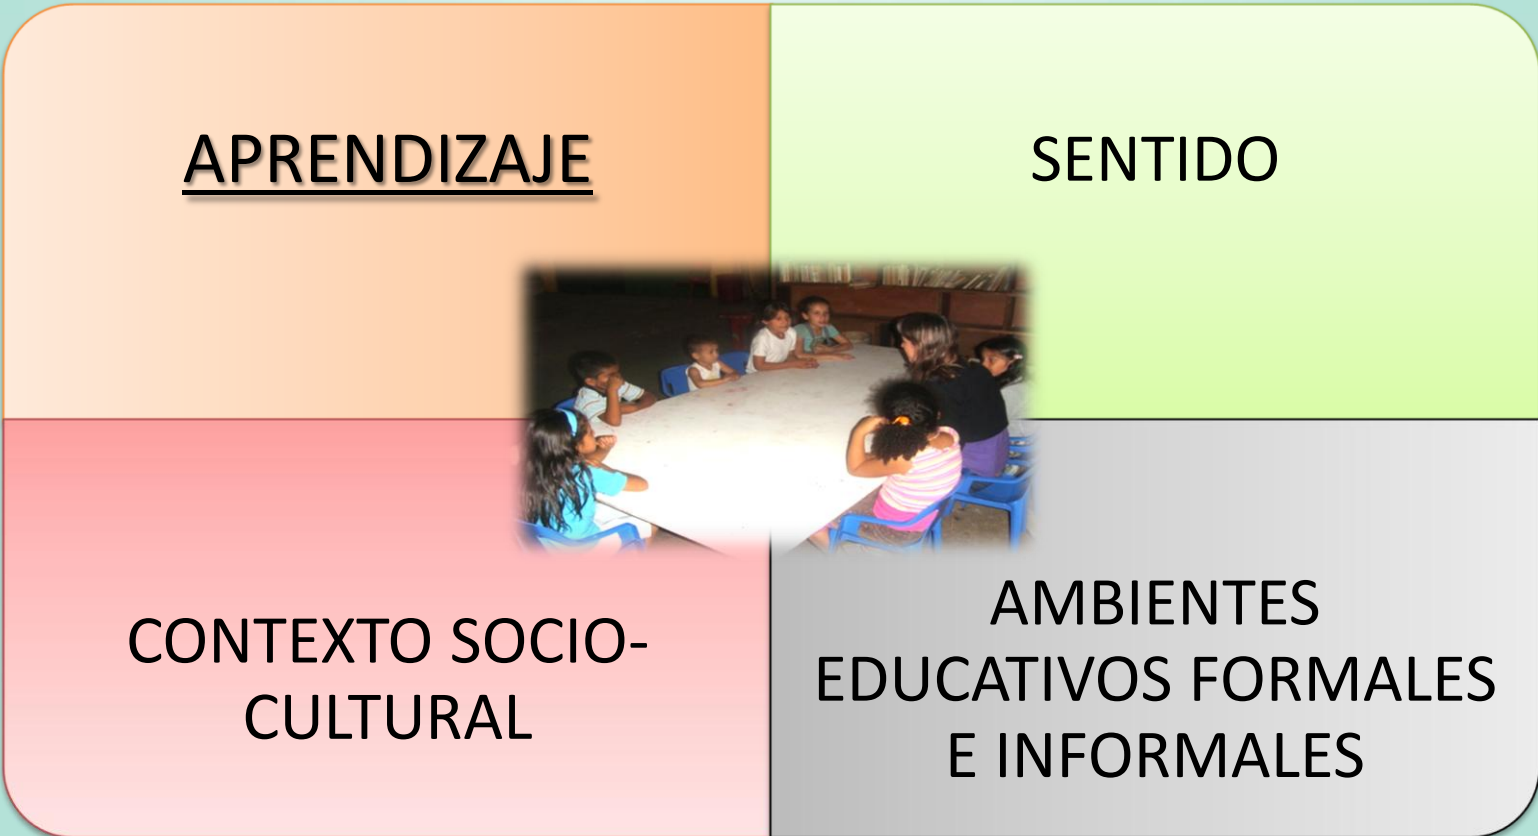 APRENDIZAJE
SENTIDO
CONTEXTO SOCIO-
CULTURAL
AMBIENTES
EDUCATIVOS FORMALES
E INFORMALES